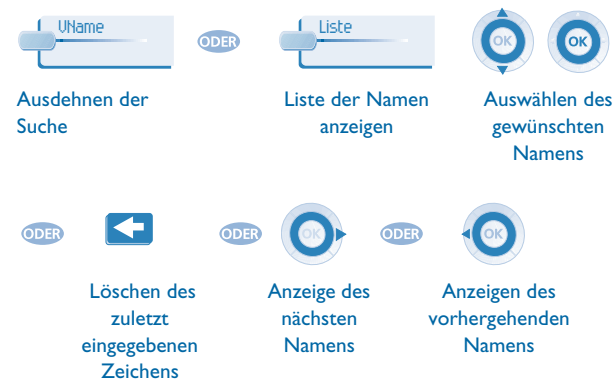 VName
ODER
Liste
OK
OK
Ausdehnen der
Suche
Liste der Namen
anzeigen
Auswählen des
gewünschten
Namens
ODER
ODER
OK
ODER
OK
Löschen des
zuletzt
eingegebenen
Zeichens
Anzeige des
nächsten
Namens
Anzeigen des
vorhergehenden
Namens